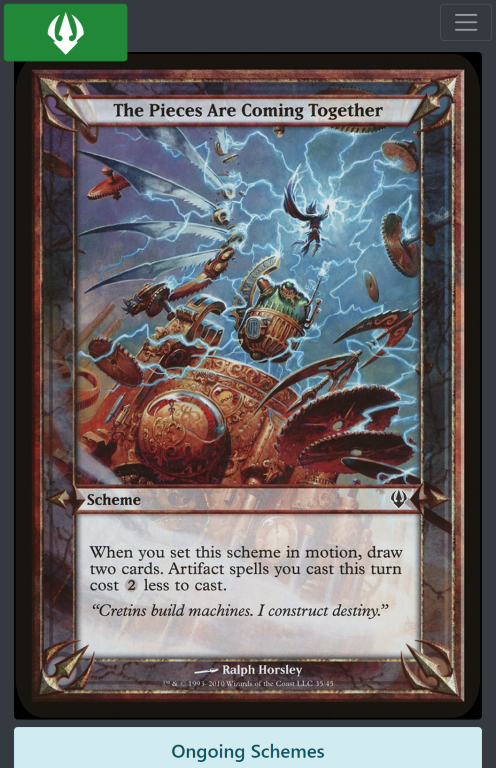 The Pieces Are Coming Together
Scheme
When you set this scheme in motion, draw
two cards. Artifact spells you cast this turn
cost 2 less to cast.
“Cretins build machines. I construct destiny.”
Ralph Horsley
™ & © 1993-2010 Wizards of the Coast LLC 35/45
Ongoing Schemes